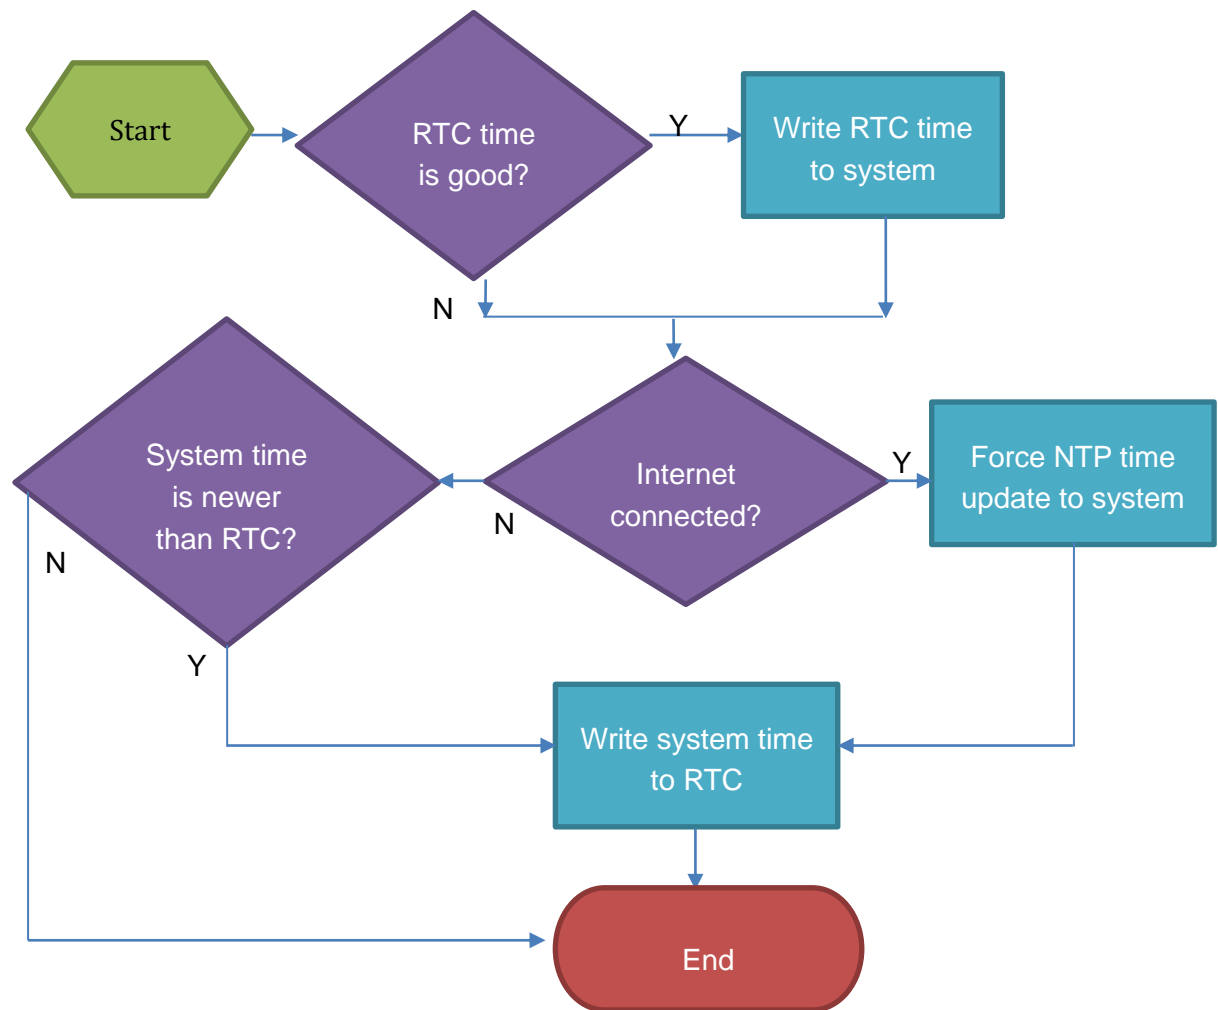 Start
RTC time
is good?
Y
Write RTC time
to system
N
System time
is newer
than RTC?
N
Y
Internet
connected?
N
Y
Force NTP time
update to system
Write system time
to RTC
End